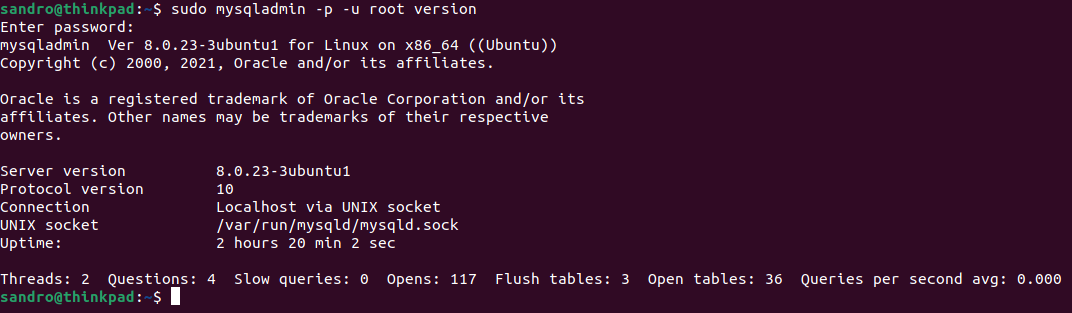 sandro@thinkpad:~$ sudo mysqladmin -p -u root version
Enter password:
mysqladmin  Ver 8.0.23-3ubuntu1 for Linux on x86_64 ((Ubuntu))
Copyright (c) 2000, 2021, Oracle and/or its affiliates.

Oracle is a registered trademark of Oracle Corporation and/or its
affiliates. Other names may be trademarks of their respective
owners.

Server version          8.0.23-3ubuntu1
Protocol version        10
Connection              Localhost via UNIX socket
UNIX socket             /var/run/mysqld/mysqld.sock
Uptime:                 2 hours 20 min 2 sec

Threads: 2  Questions: 4  Slow queries: 0  Opens: 117  Flush tables: 3  Open tables: 36  Queries per second avg: 0.000
sandro@thinkpad:~$